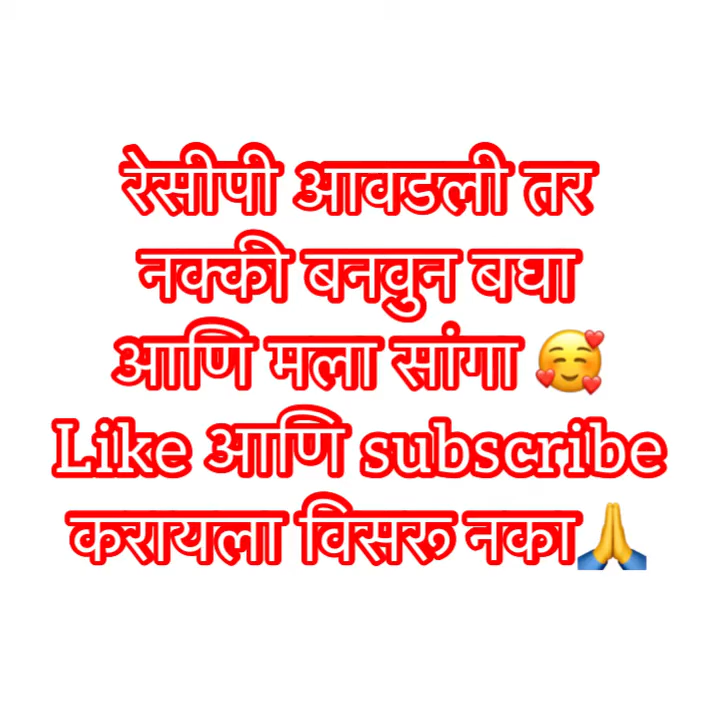 रेसीपी आवडली तर
नक्की बनवुन बघा
आणि मला सांगा 🥰
Like आणि subscribe
करायला विसरु नका🙏